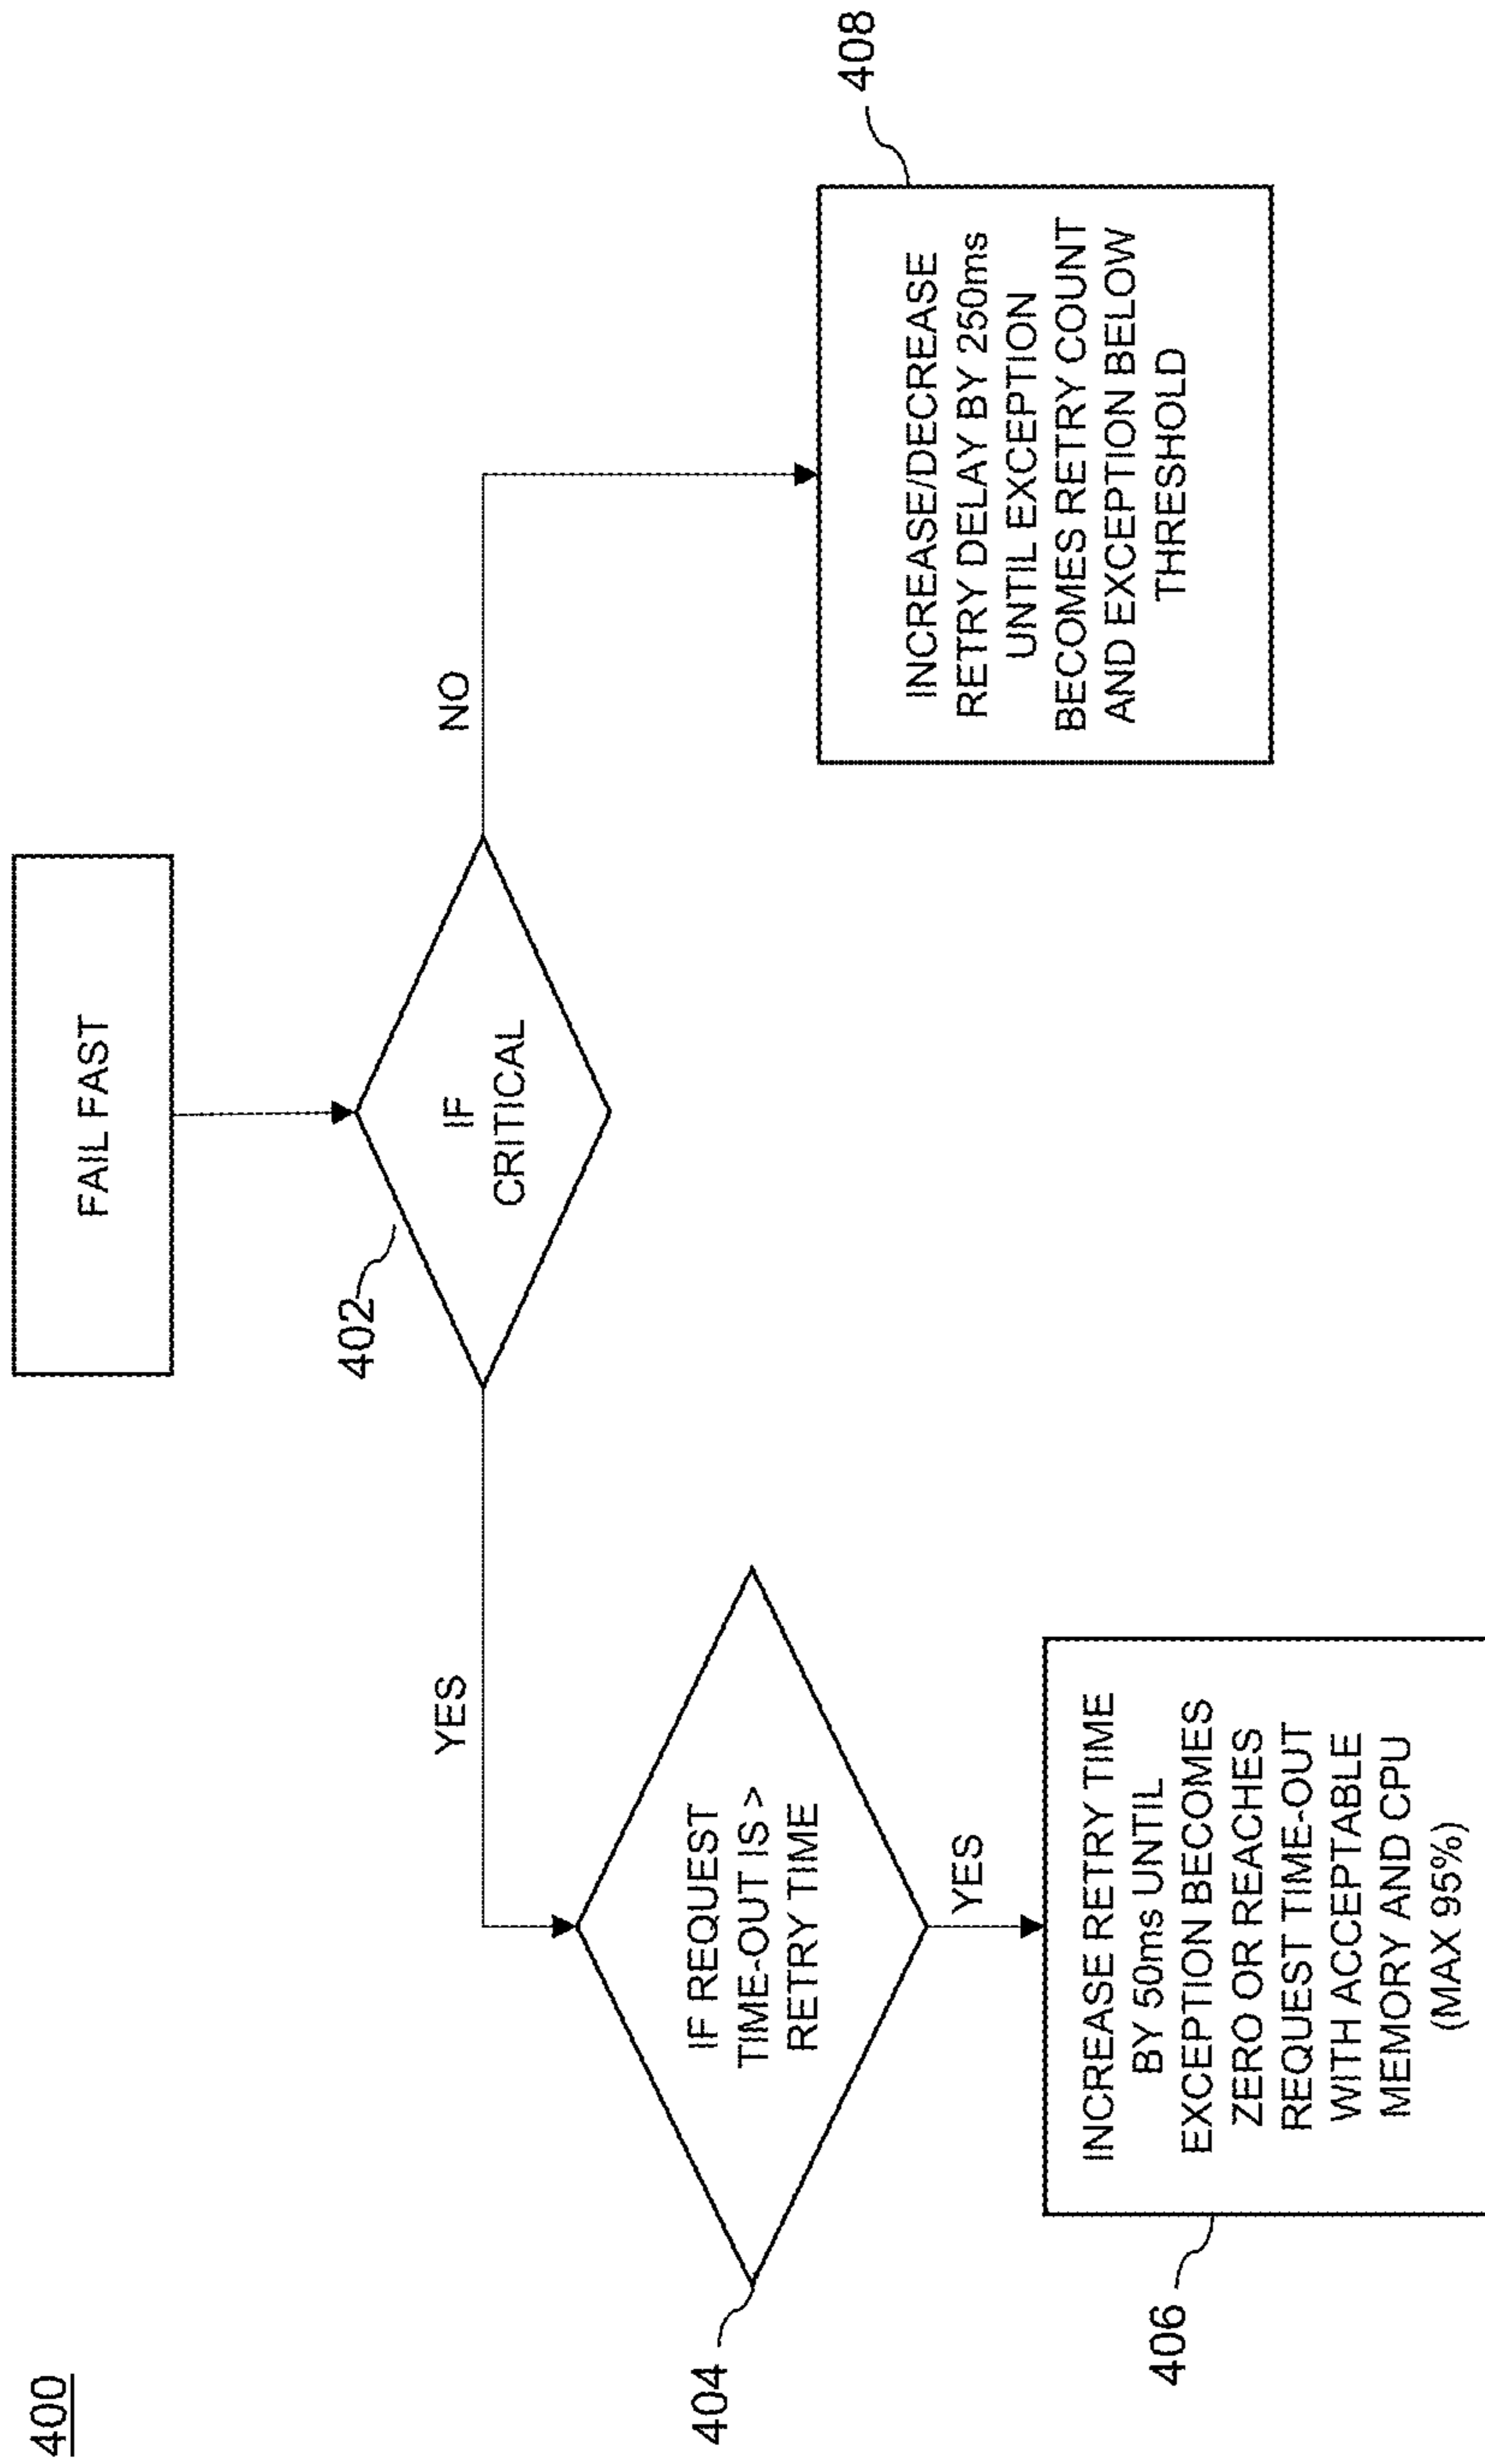 400
FAIL FAST
402
IF
CRITICAL
YES
NO
404
IF REQUEST
TIME-OUT IS >
RETRY TIME
YES
406
INCREASE RETRY TIME
BY 50ms UNTIL
EXCEPTION BECOMES
ZERO OR REACHES
REQUEST TIME-OUT
WITH ACCEPTABLE
MEMORY AND CPU
(MAX 95%)
408
INCREASE/DECREASE
RETRY DELAY BY 250ms
UNTIL EXCEPTION
BECOMES RETRY COUNT
AND EXCEPTION BELOW
THRESHOLD